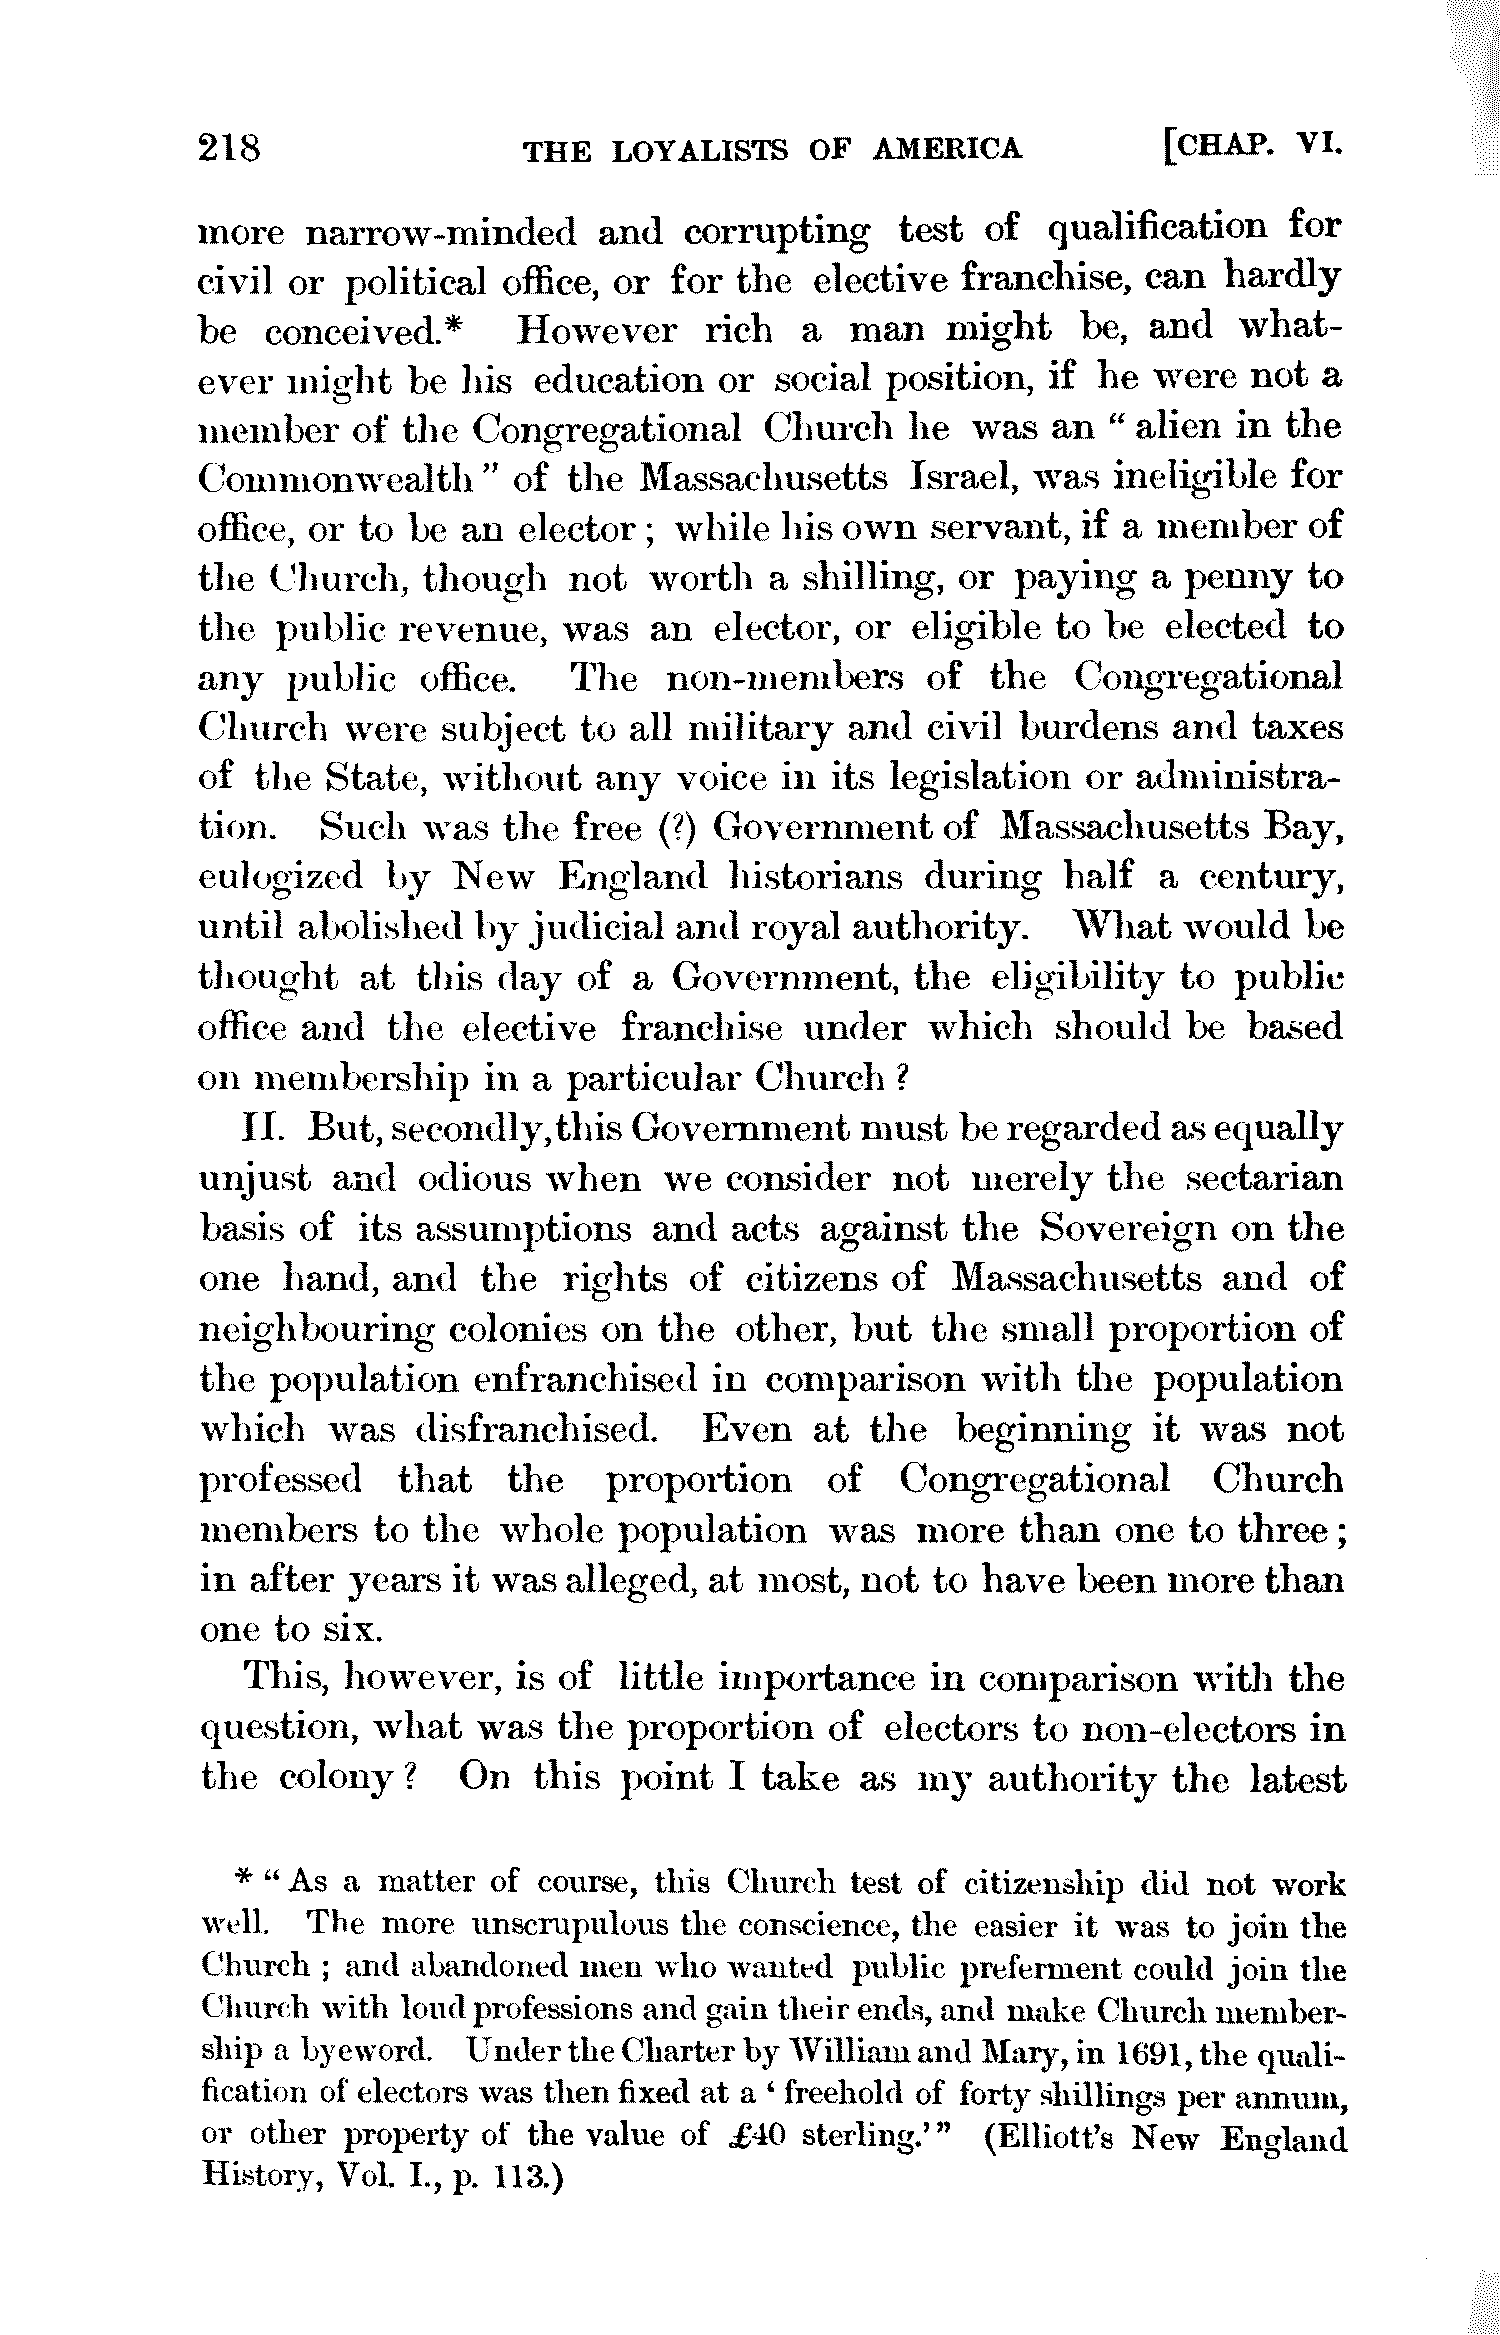 218 THE LOYALISTS OF AMERICA [CHAP. VI.
more narrow-minded and corrupting test of qualification for
civil or political office, or for the elective franchise, can hardly
be conceived.* However rich a man might be, and what-
ever might be his education or social position, if he were not a
member of the Congregational Church he was an “ alien in the
Commonwealth ” of the Massachusetts Israel, was ineligible for
office, or to be an elector ; while his own servant, if a member of
the Church, though not worth a shilling, or paying a penny to
the public revenue, was an elector, or eligible to be elected to
any public office. The non-members of the Congregational
Church were subject to all military and civil burdens and taxes
of the State, without any voice in its legislation or administra-
tion. Such was the free (?) Government of Massachusetts Bay,
eulogized by New England historians during half a century,
until abolished by judicial and royal authority. What would be
thought at this day of a Government, the eligibility to public
office and the elective franchise under which should be based
on membership in a particular Church ?
II. But, secondly, this Government must be regarded as equally
unjust and odious when we consider not merely the sectarian
basis of its assumptions and acts against the Sovereign on the
one hand, and the rights of citizens of Massachusetts and of
neighbouring colonies on the other, but the small proportion of
the population enfranchised in comparison with the population
which was disfranchised. Even at the beginning it was not
professed that the proportion of Congregational Church
members to the whole population was more than one to three ;
in after years it was alleged, at most, not to have been more than
one to six.
This, however, is of little importance in comparison with the
question, what was the proportion of electors to non-electors in
the colony ? On this point I take as my authority the latest
* “ As a matter of course, this Church test of citizenship did not work
well. The more unscrupulous the conscience, the easier it was to join the
Church ; and abandoned men who wanted public preferment could join the
Church with loud professions and gain their ends, and make Church member-
ship a byeword. Under the Charter by William and Mary, in 1691, the quali-
fication of electors was then fixed at a ‘ freehold of forty shillings per annum,
or other property of the value of £40 sterling.’ ” (Elliott's New England
History, Vol. I., p. 113.)